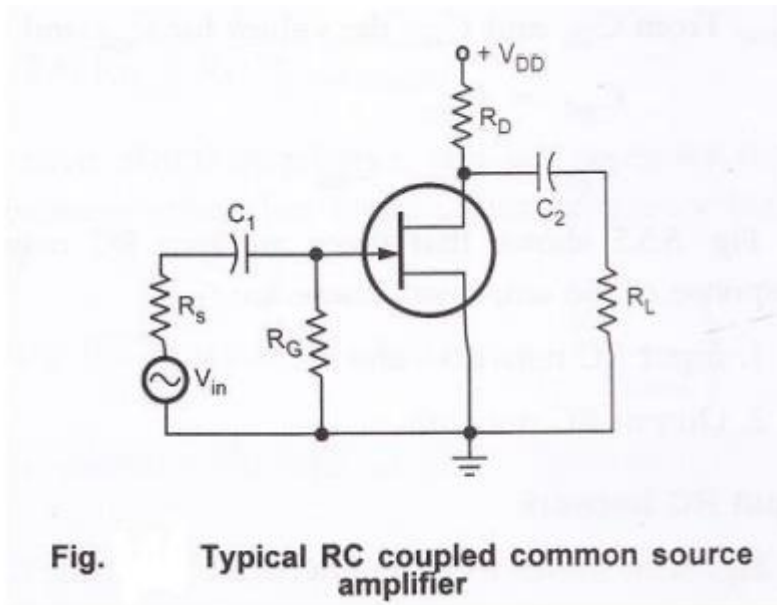 + V_DD
R_D
C_1
C_2
R_s
R_G
R_L
V_in
Fig. Typical RC coupled common source
amplifier